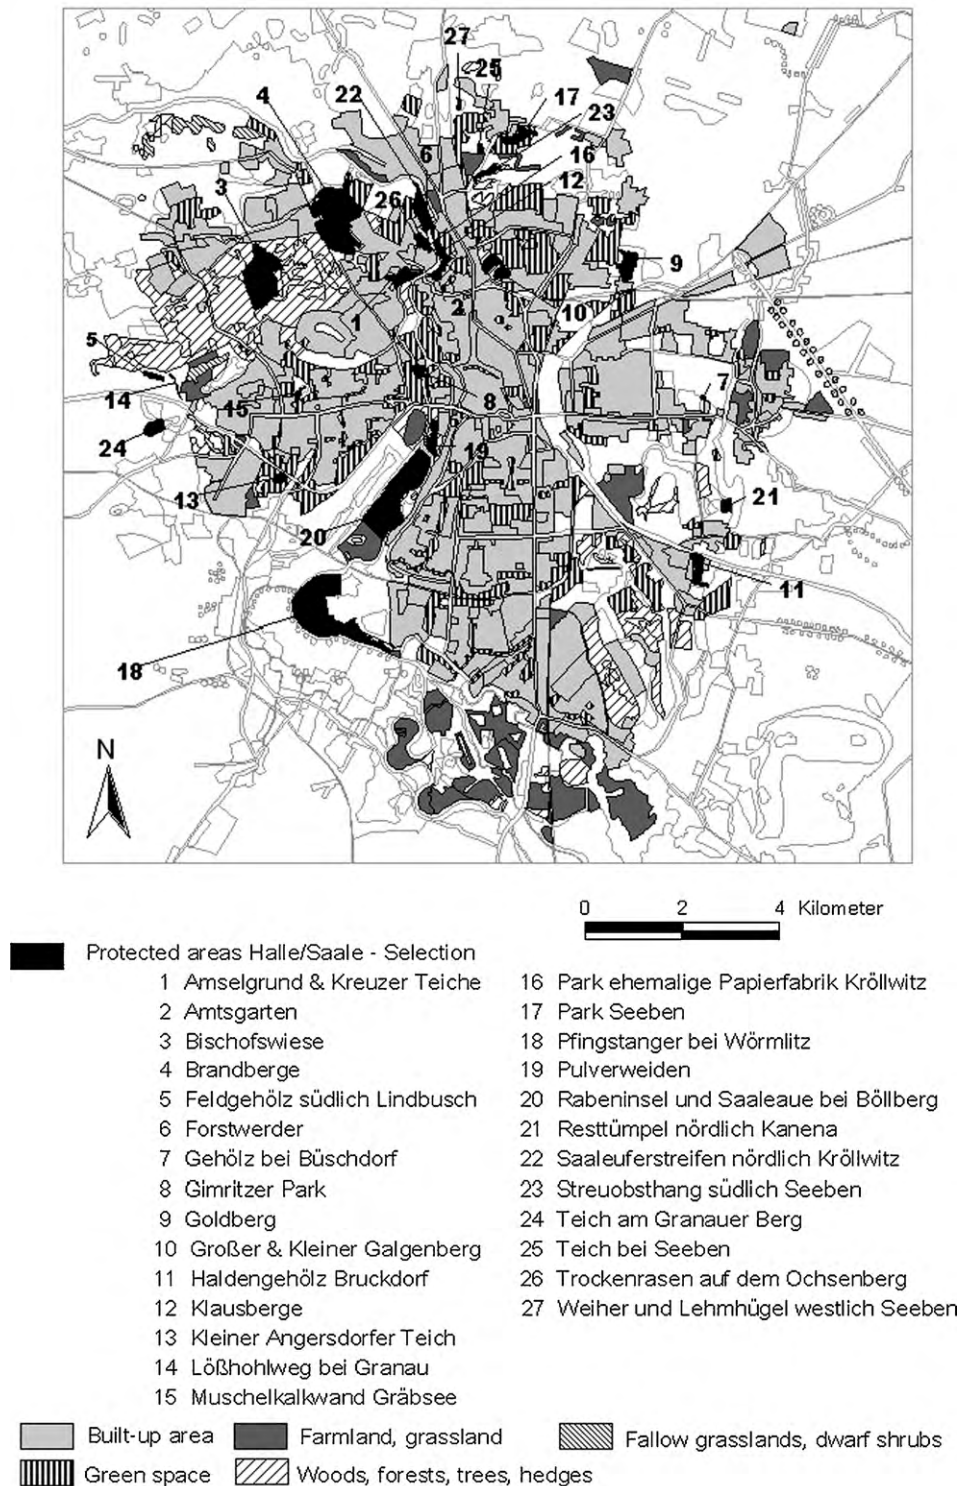 27
25
4
22
17
23
6
16
3
26
12
9
5
1
2
10
14
15
8
7
24
19
13
20
21
11
18
N
0 2 4 Kilometer
Protected areas Halle/Saale - Selection
1 Amselgrund & Kreuzer Teiche
2 Amtsgarten
3 Bischofswiese
4 Brandberge
5 Feldgehölz südlich Lindbusch
6 Forstwerder
7 Gehölz bei Büschdorf
8 Gimritzer Park
9 Goldberg
10 Großer & Kleiner Galgenberg
11 Haldengehölz Bruckdorf
12 Klausberge
13 Kleiner Angersdorfer Teich
14 Lößhohlweg bei Granau
15 Muschelkalkwand Gräbsee
16 Park ehemalige Papierfabrik Kröllwitz
17 Park Seeben
18 Pfingstanger bei Wörmlitz
19 Pulverweiden
20 Rabeninsel und Saaleaue bei Böllberg
21 Resttümpel nördlich Kanena
22 Saaleuferstreifen nördlich Kröllwitz
23 Streuobsthang südlich Seeben
24 Teich am Granauer Berg
25 Teich bei Seeben
26 Trockenrasen auf dem Ochsenberg
27 Weiher und Lehmhügel westlich Seeben
Built-up area
Farmland, grassland
Fallow grasslands, dwarf shrubs
Green space
Woods, forests, trees, hedges